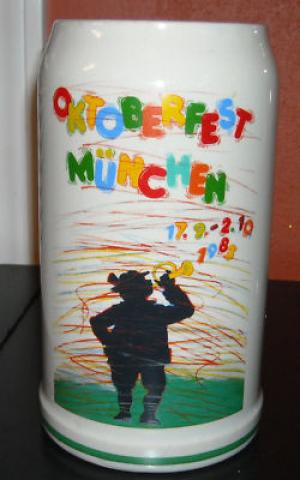 OKTOBERFEST
MÜNCHEN
17. 9.-2. 10
1983